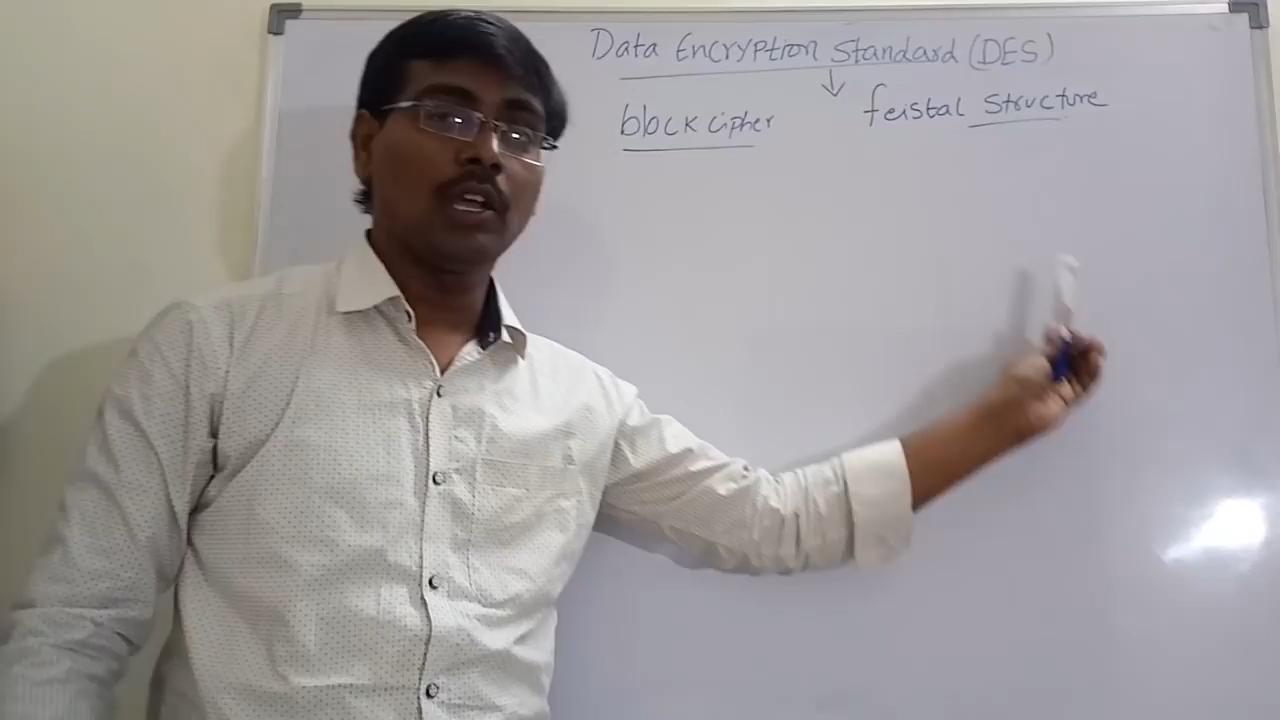 Data Encryption Standard (DES)
block cipher
feistal Structure